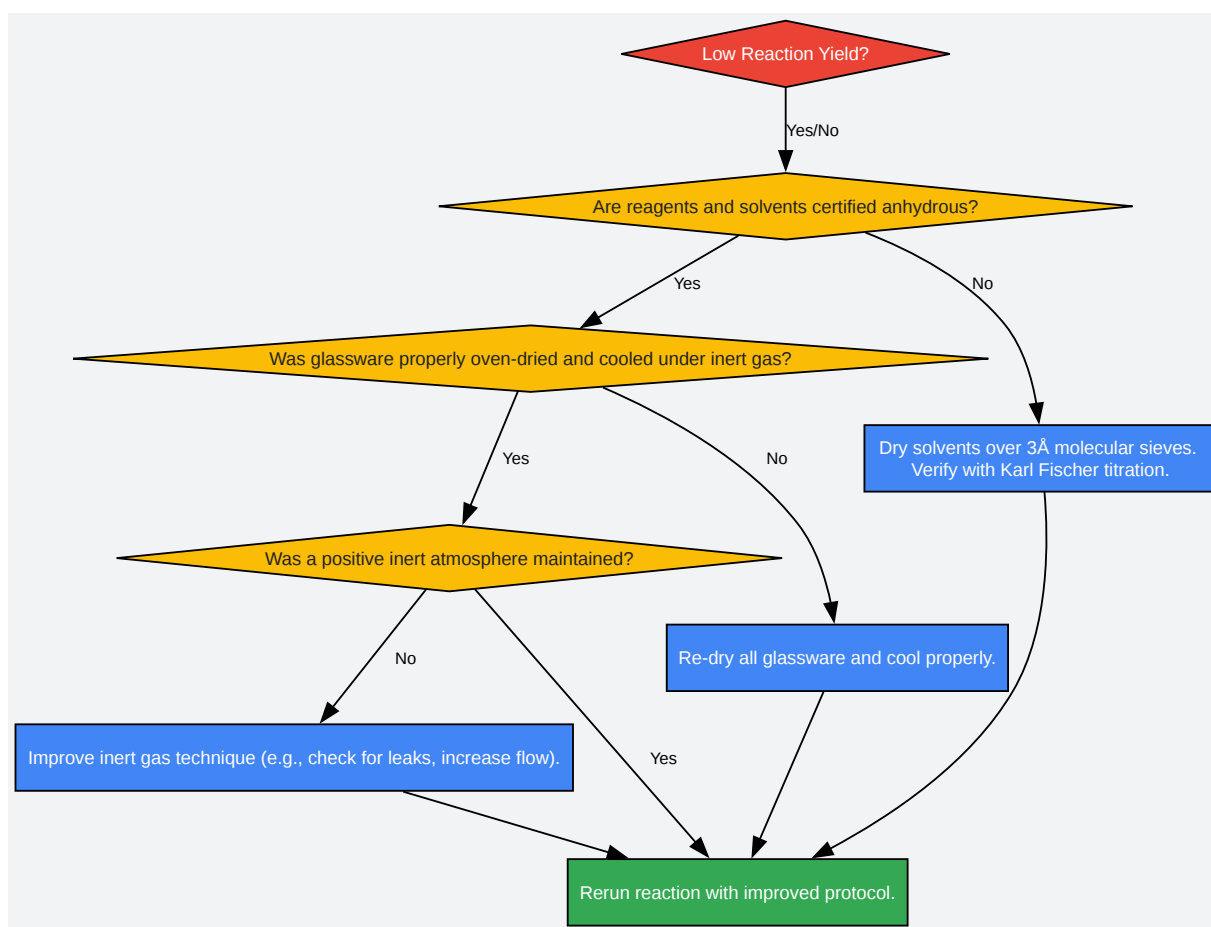 Low Reaction Yield?
Yes/No
Are reagents and solvents certified anhydrous?
Yes
No
Was glassware properly oven-dried and cooled under inert gas?
Dry solvents over 3Å molecular sieves.
Verify with Karl Fischer titration.
Yes
No
Was a positive inert atmosphere maintained?
No
Re-dry all glassware and cool properly.
Improve inert gas technique (e.g., check for leaks, increase flow).
Yes
Rerun reaction with improved protocol.